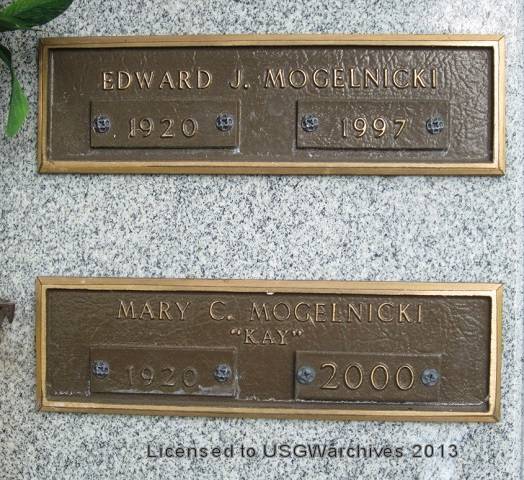 EDWARD J. MOGELNICKI
1920 1997
MARY C. MOGELNICKI
"KAY"
1920 2000
Licensed to USGWarchives 2013